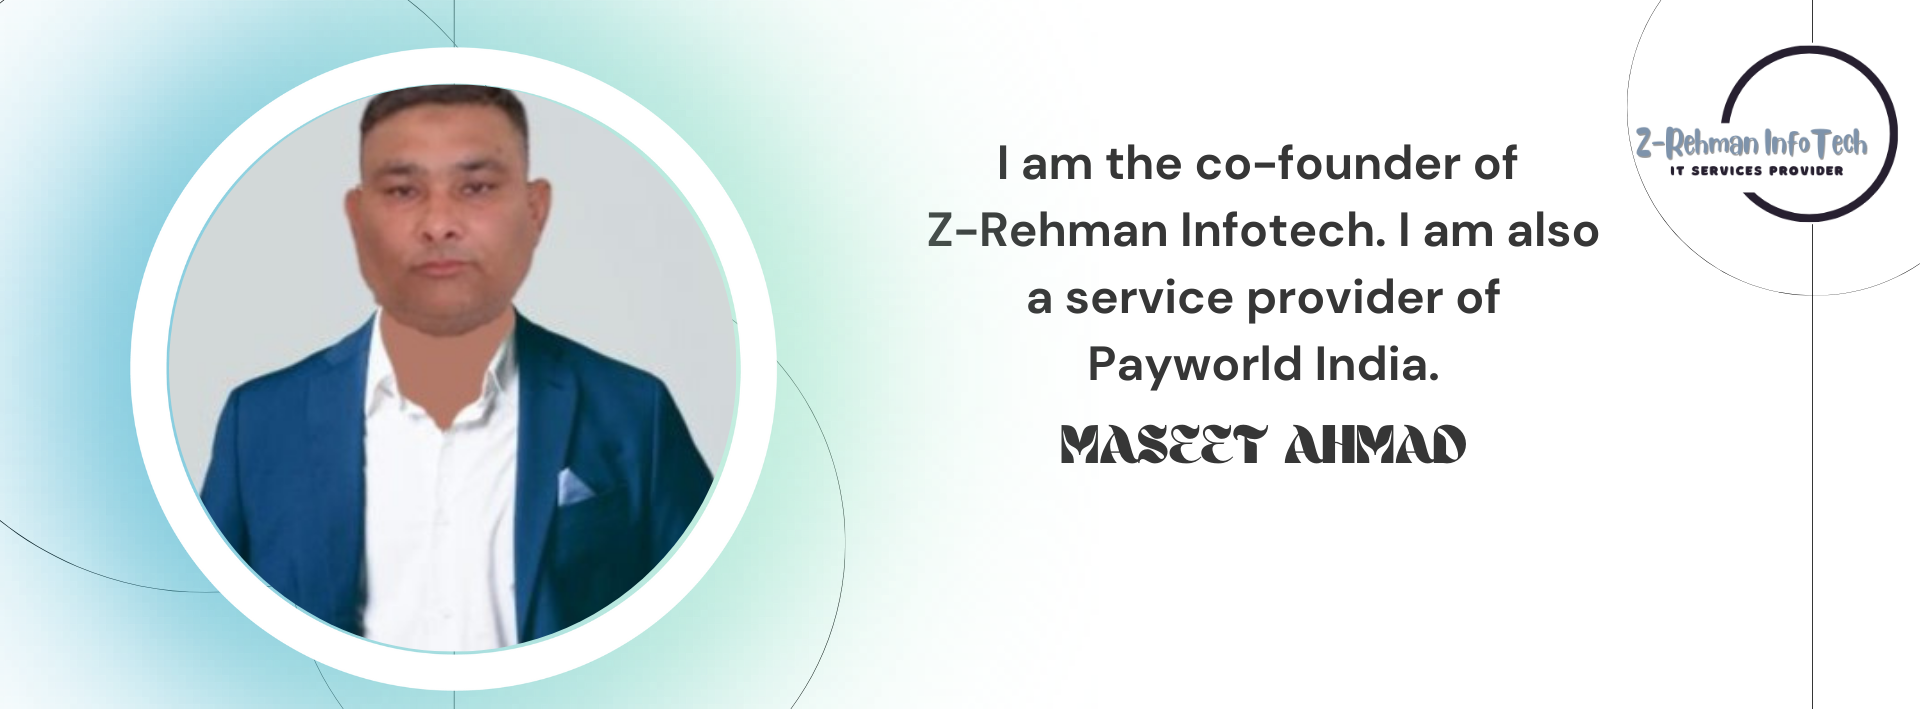 I am the co-founder of
Z-Rehman Infotech. I am also
a service provider of
Payworld India.
MASEET AHMAD
Z-Rehman InfoTech
IT SERVICES PROVIDER